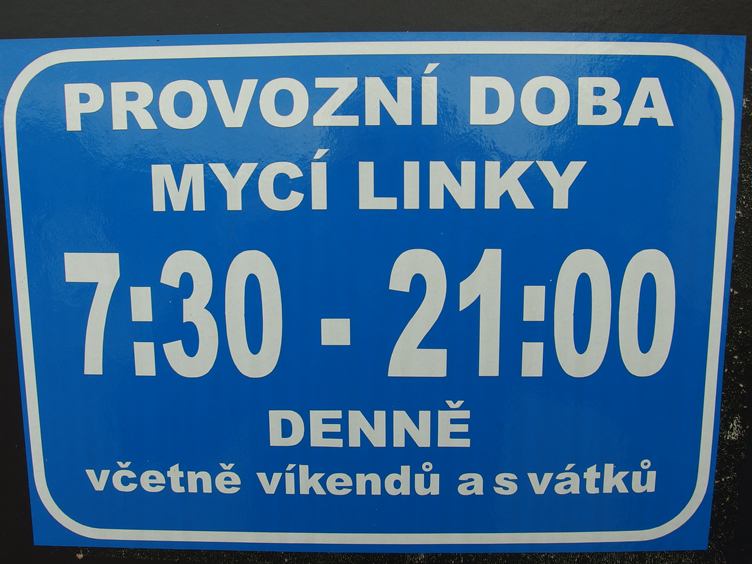 PROVOZNÍ DOBA
MYCÍ LINKY
7:30 - 21:00
DENNĚ
včetně víkendů a s vátků